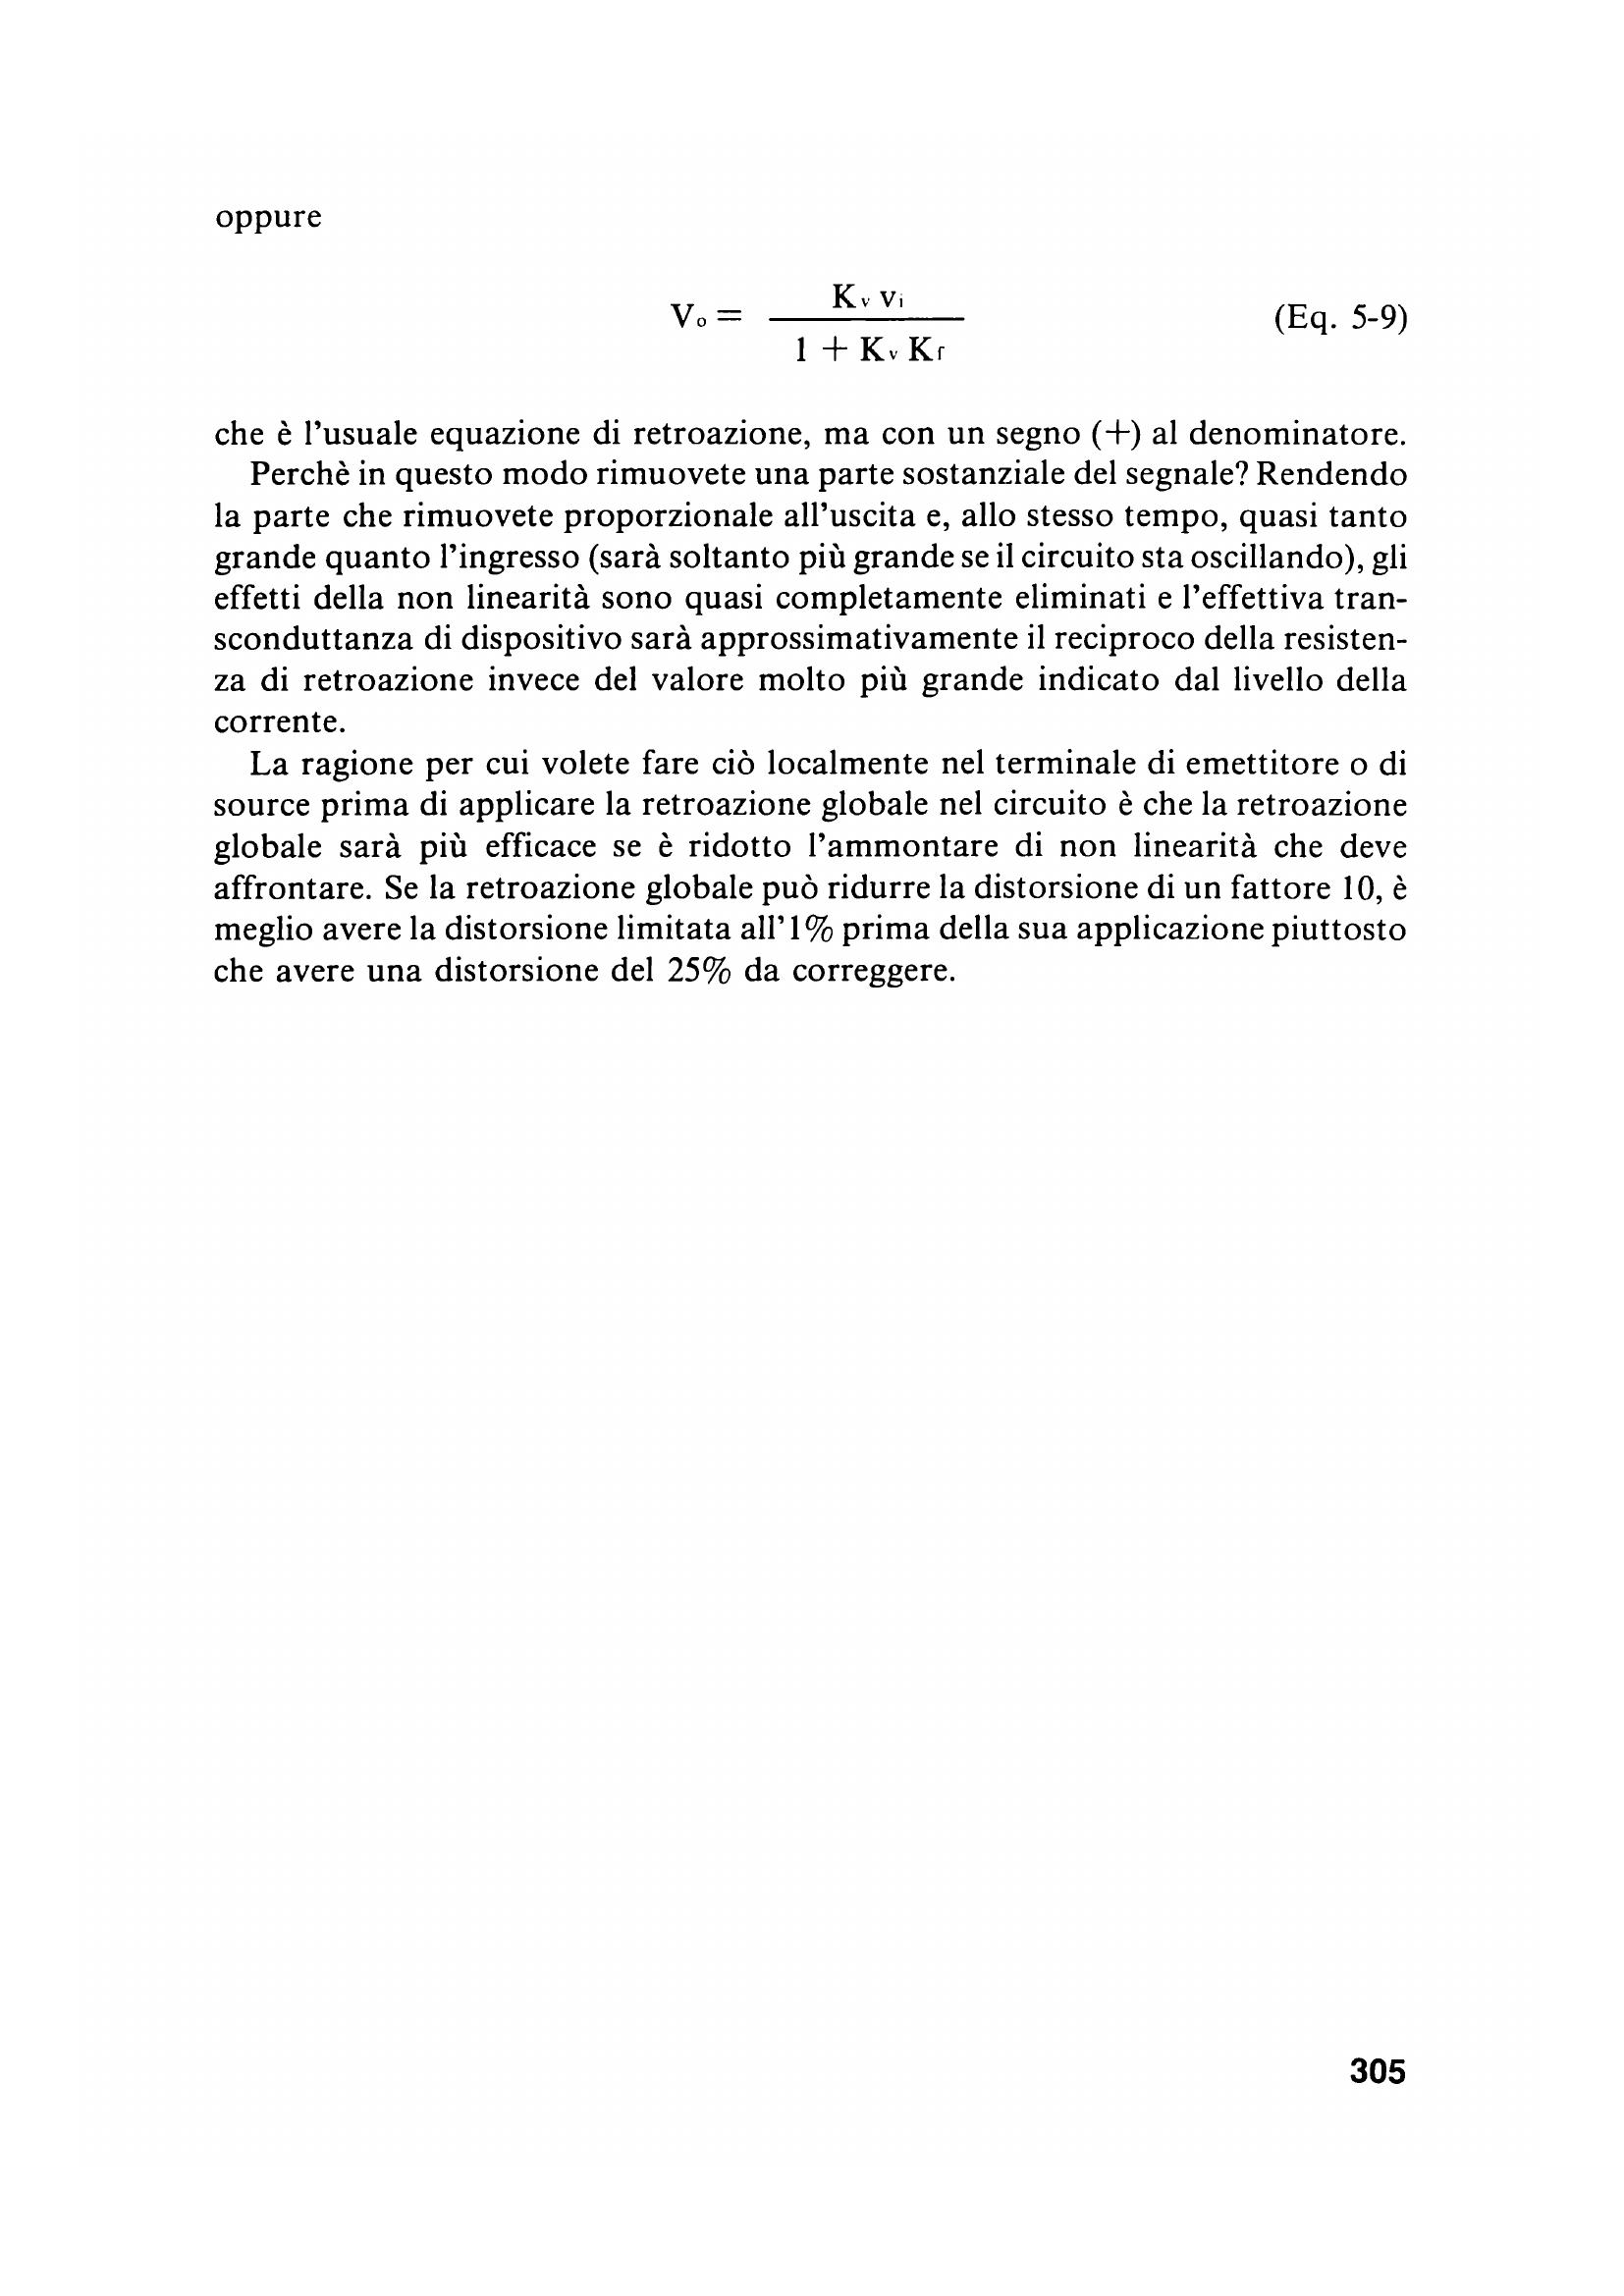 oppure
V₀ = Kᵥ vᵢ / 1 + Kᵥ K_f (Eq. 5-9)
che è l'usuale equazione di retroazione, ma con un segno (+) al denominatore.
Perchè in questo modo rimuovete una parte sostanziale del segnale? Rendendo
la parte che rimuovete proporzionale all'uscita e, allo stesso tempo, quasi tanto
grande quanto l'ingresso (sarà soltanto più grande se il circuito sta oscillando), gli
effetti della non linearità sono quasi completamente eliminati e l'effettiva tran-
sconduttanza di dispositivo sarà approssimativamente il reciproco della resisten-
za di retroazione invece del valore molto più grande indicato dal livello della
corrente.
La ragione per cui volete fare ciò localmente nel terminale di emettitore o di
source prima di applicare la retroazione globale nel circuito è che la retroazione
globale sarà più efficace se è ridotto l'ammontare di non linearità che deve
affrontare. Se la retroazione globale può ridurre la distorsione di un fattore 10, è
meglio avere la distorsione limitata all'1% prima della sua applicazione piuttosto
che avere una distorsione del 25% da correggere.
305